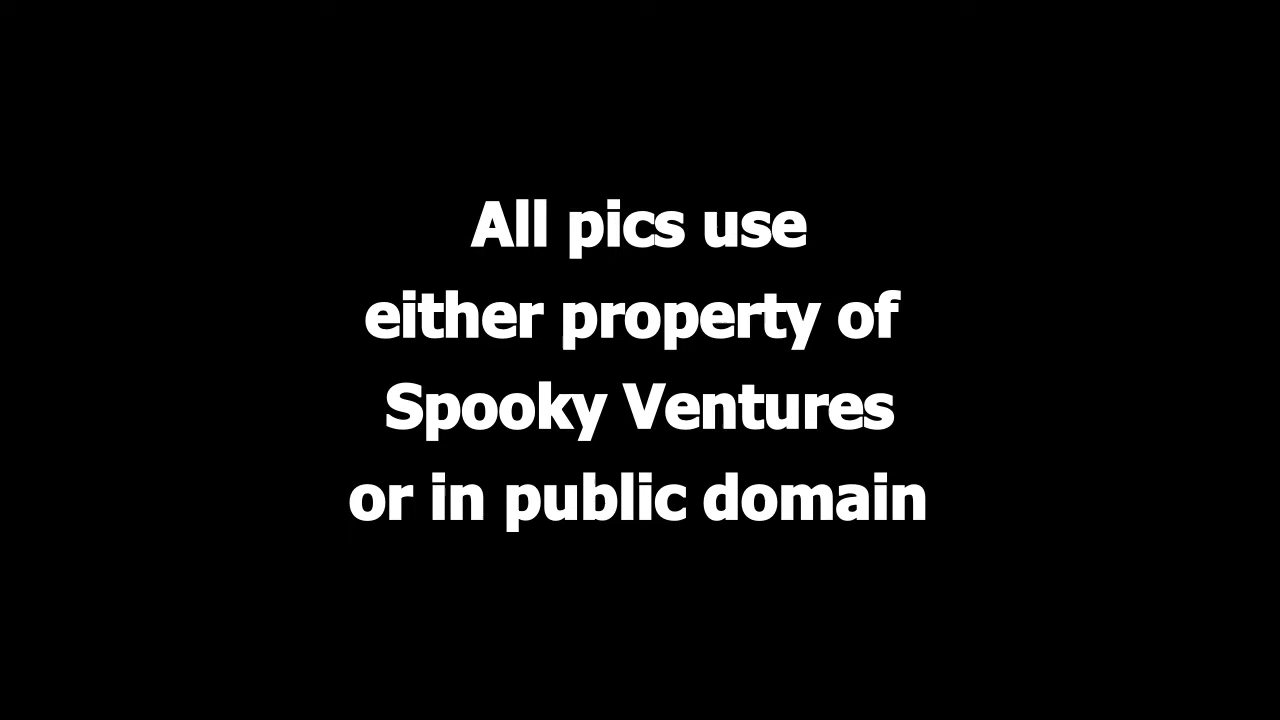 All pics use
either property of
Spooky Ventures
or in public domain